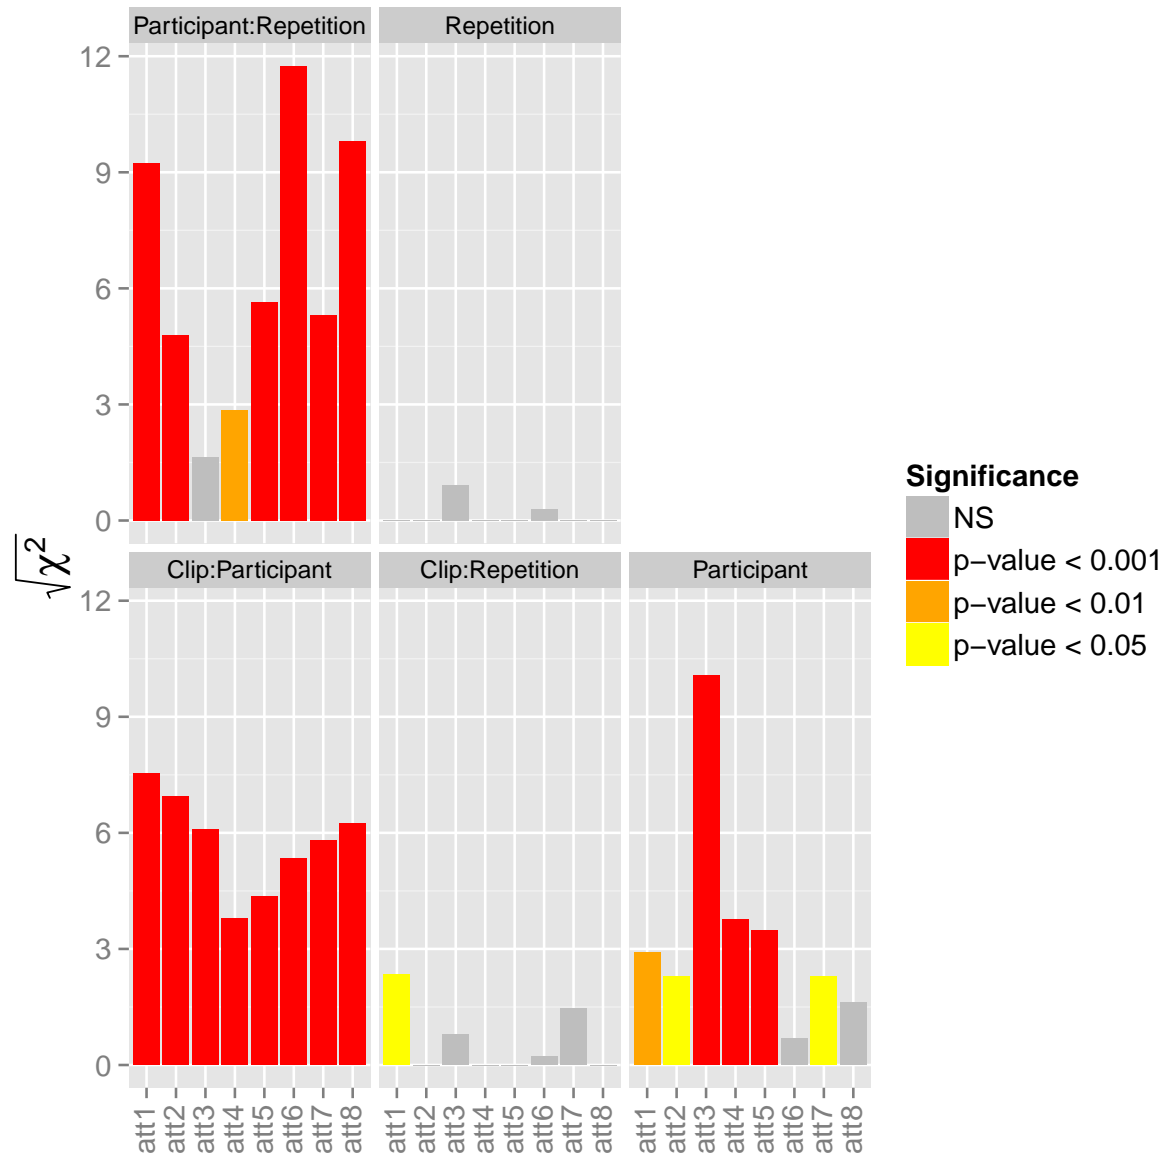 Participant:Repetition Repetition
12
9
6
3
0
√χ²
Clip:Participant Clip:Repetition Participant
12
9
6
3
0
att1 att2 att3 att4 att5 att6 att7 att8 att1 att2 att3 att4 att5 att6 att7 att8 att1 att2 att3 att4 att5 att6 att7 att8
Significance
NS
p−value < 0.001
p−value < 0.01
p−value < 0.05